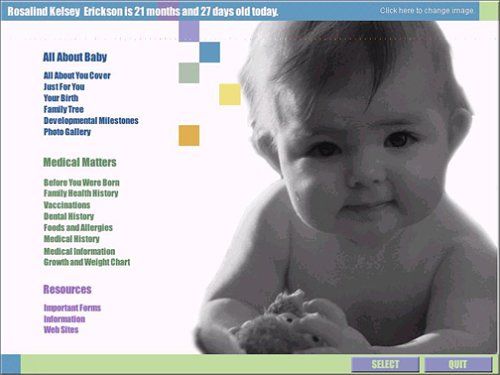 Rosalind Kelsey Erickson is 21 months and 27 days old today.
Click here to change image.
All About Baby
All About You Cover
Just For You
Your Birth
Family Tree
Developmental Milestones
Photo Gallery
Medical Matters
Before You Were Born
Family Health History
Vaccinations
Dental History
Foods and Allergies
Medical History
Medical Information
Growth and Weight Chart
Resources
Important Forms
Information
Web Sites
SELECT
QUIT